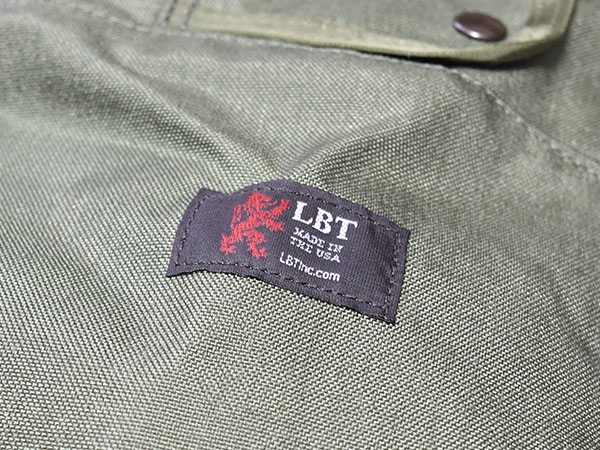 LBT
MADE IN
THE USA
LBTInc.com